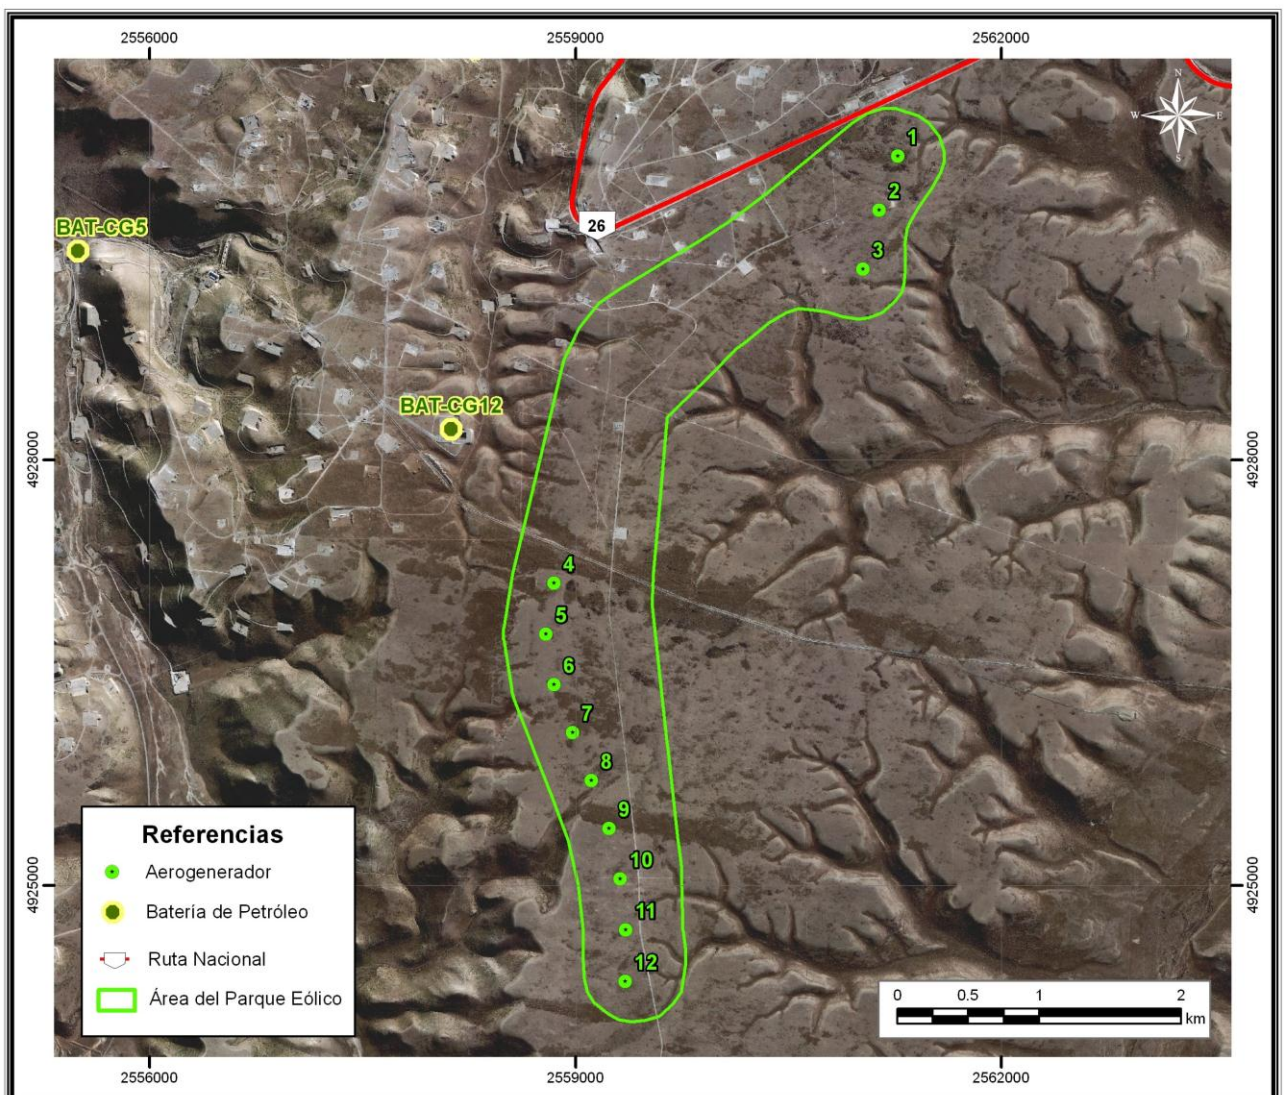 2556000
2559000
2562000
N
W
E
S
1
2
26
3
BAT-CG5
BAT-CG12
4928000
4928000
4
5
6
7
8
9
10
11
12
4925000
4925000
Referencias
Aerogenerador
Batería de Petróleo
Ruta Nacional
Área del Parque Eólico
0 0.5 1 2
km
2556000
2559000
2562000